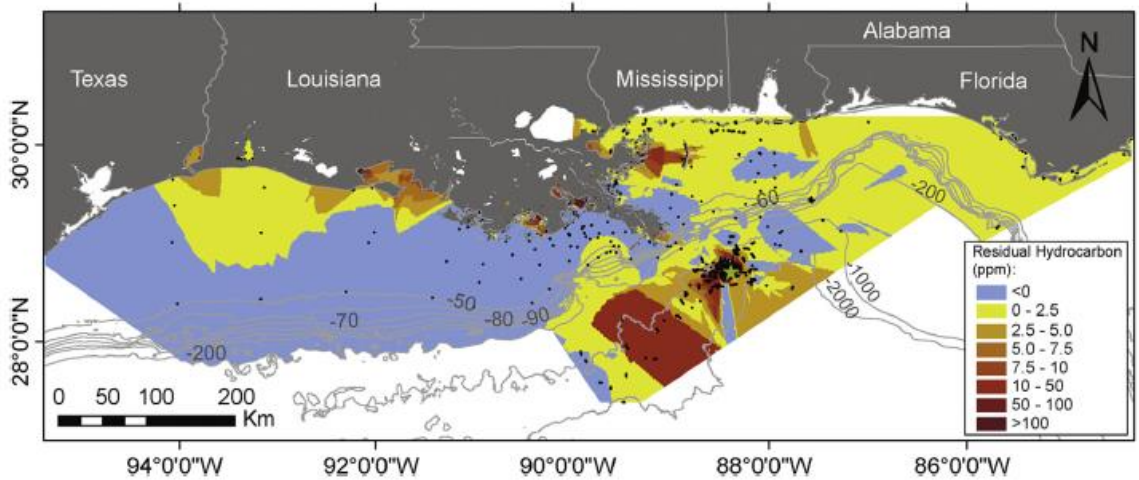 Alabama
N
Texas
Louisiana
Mississippi
Florida
30°0'0"N
-60
-200
Residual Hydrocarbon
(ppm):
<0
0 - 2.5
2.5 - 5.0
5.0 - 7.5
7.5 - 10
10 - 50
50 - 100
>100
-1000
-2000
-50
-70
-80
-90
-200
28°0'0"N
0 50 100 200
Km
94°0'0"W
92°0'0"W
90°0'0"W
88°0'0"W
86°0'0"W